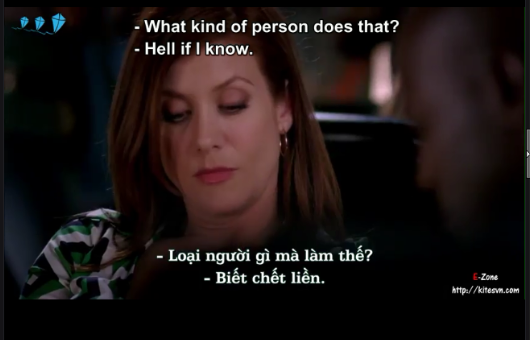 - What kind of person does that?
- Hell if I know.
- Loại người gì mà làm thế?
- Biết chết liền.
E-Zone
http://kitesvn.com